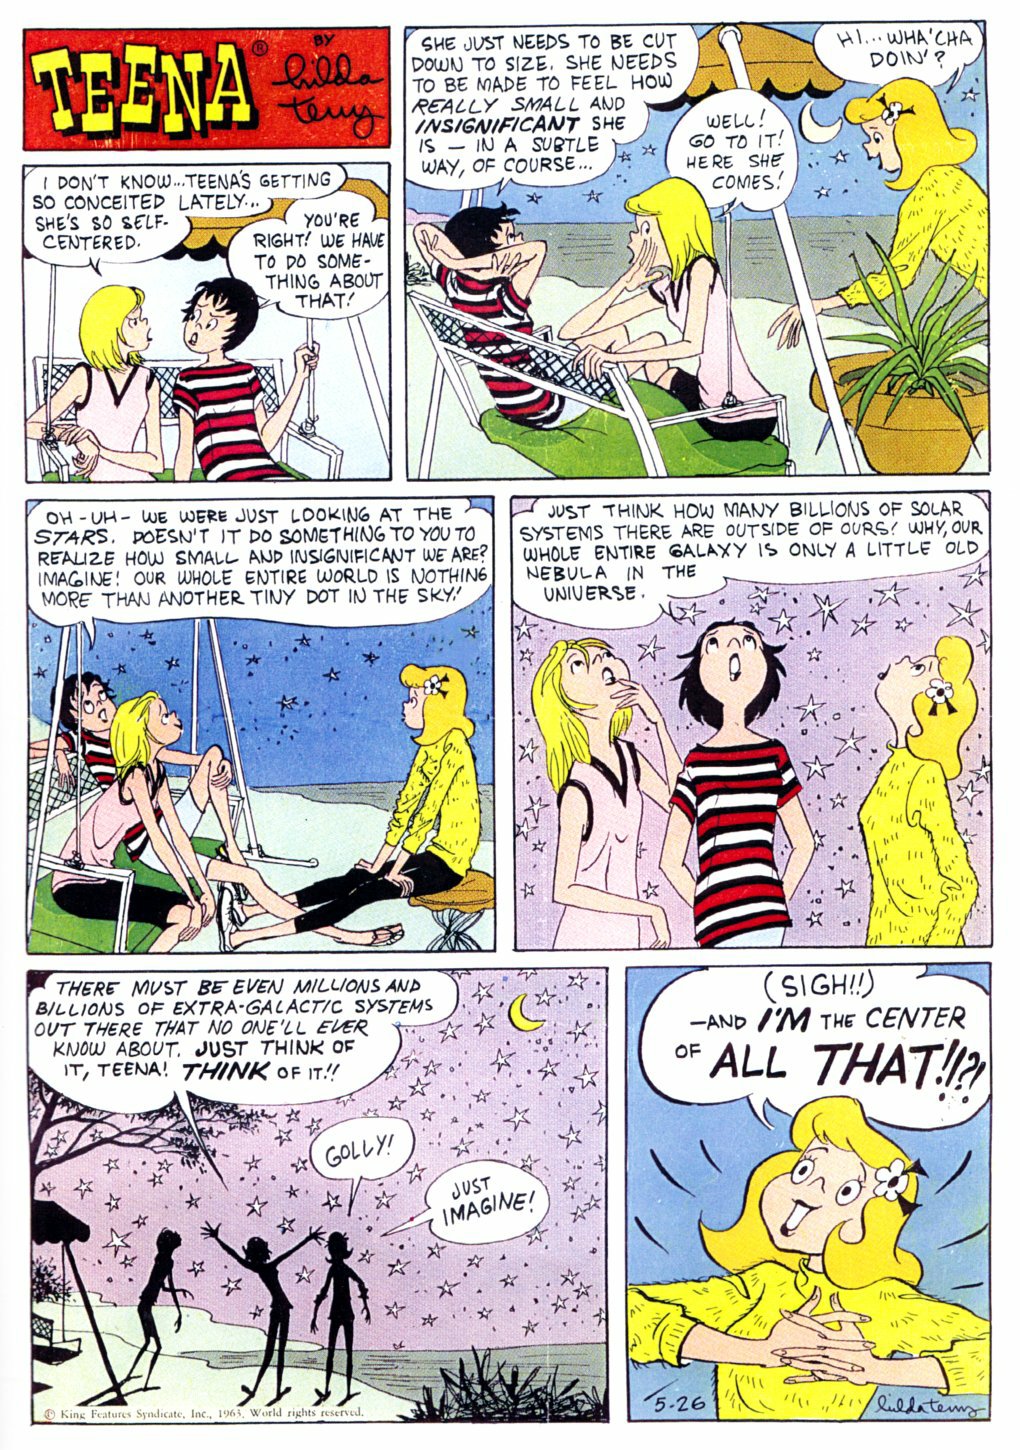 TEENA®
BY
hilda
terry
I DON'T KNOW...TEENA'S GETTING
SO CONCEITED LATELY...
SHE'S SO SELF-
CENTERED.
YOU'RE
RIGHT! WE HAVE
TO DO SOME-
THING ABOUT
THAT!
SHE JUST NEEDS TO BE CUT
DOWN TO SIZE. SHE NEEDS
TO BE MADE TO FEEL HOW
REALLY SMALL AND
INSIGNIFICANT SHE
IS — IN A SUBTLE
WAY, OF COURSE...
WELL!
GO TO IT!
HERE SHE
COMES!
HI...WHA'CHA
DOIN'?
OH-UH- WE WERE JUST LOOKING AT THE
STARS. DOESN'T IT DO SOMETHING TO YOU TO
REALIZE HOW SMALL AND INSIGNIFICANT WE ARE?
IMAGINE! OUR WHOLE ENTIRE WORLD IS NOTHING
MORE THAN ANOTHER TINY DOT IN THE SKY!
JUST THINK HOW MANY BILLIONS OF SOLAR
SYSTEMS THERE ARE OUTSIDE OF OURS! WHY, OUR
WHOLE ENTIRE GALAXY IS ONLY A LITTLE OLD
NEBULA IN THE
UNIVERSE.
THERE MUST BE EVEN MILLIONS AND
BILLIONS OF EXTRA-GALACTIC SYSTEMS
OUT THERE THAT NO ONE'LL EVER
KNOW ABOUT. JUST THINK OF
IT, TEENA! THINK OF IT!!
GOLLY!
JUST
IMAGINE!
© King Features Syndicate, Inc., 1963. World rights reserved.
(SIGH!!)
—AND I'M THE CENTER
OF ALL THAT!!?!
5-26
hilda terry